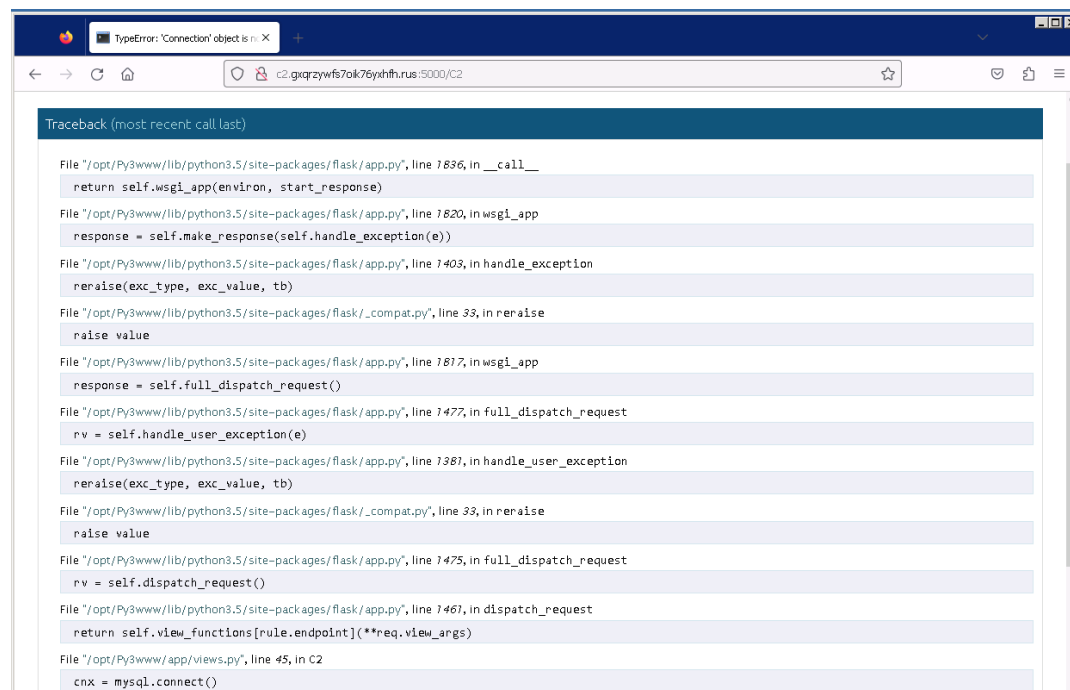 TypeError: 'Connection' object is n
c2.gxqrzywfs7oik76yxhfh.rus:5000/C2
Traceback (most recent call last)
File "/opt/Py3www/lib/python3.5/site-packages/flask/app.py", line 1836, in __call__
return self.wsgi_app(environ, start_response)
File "/opt/Py3www/lib/python3.5/site-packages/flask/app.py", line 1820, in wsgi_app
response = self.make_response(self.handle_exception(e))
File "/opt/Py3www/lib/python3.5/site-packages/flask/app.py", line 1403, in handle_exception
reraise(exc_type, exc_value, tb)
File "/opt/Py3www/lib/python3.5/site-packages/flask/_compat.py", line 33, in reraise
raise value
File "/opt/Py3www/lib/python3.5/site-packages/flask/app.py", line 1817, in wsgi_app
response = self.full_dispatch_request()
File "/opt/Py3www/lib/python3.5/site-packages/flask/app.py", line 1477, in full_dispatch_request
rv = self.handle_user_exception(e)
File "/opt/Py3www/lib/python3.5/site-packages/flask/app.py", line 1381, in handle_user_exception
reraise(exc_type, exc_value, tb)
File "/opt/Py3www/lib/python3.5/site-packages/flask/_compat.py", line 33, in reraise
raise value
File "/opt/Py3www/lib/python3.5/site-packages/flask/app.py", line 1475, in full_dispatch_request
rv = self.dispatch_request()
File "/opt/Py3www/lib/python3.5/site-packages/flask/app.py", line 1461, in dispatch_request
return self.view_functions[rule.endpoint](**req.view_args)
File "/opt/Py3www/app/views.py", line 45, in C2
cnx = mysql.connect()